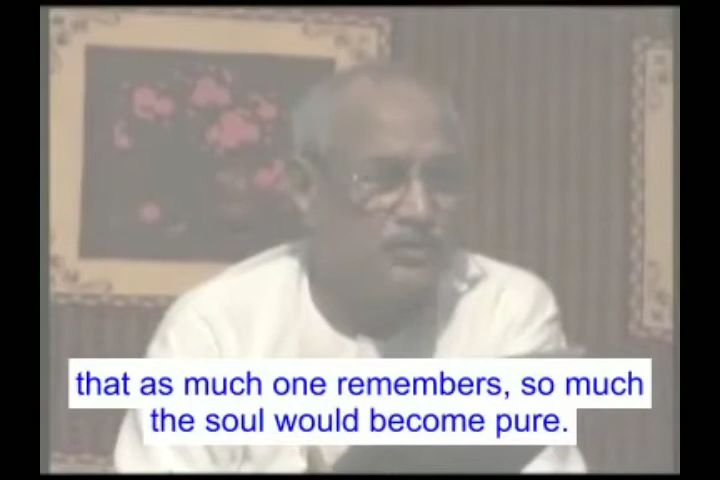 that as much one remembers, so much
the soul would become pure.